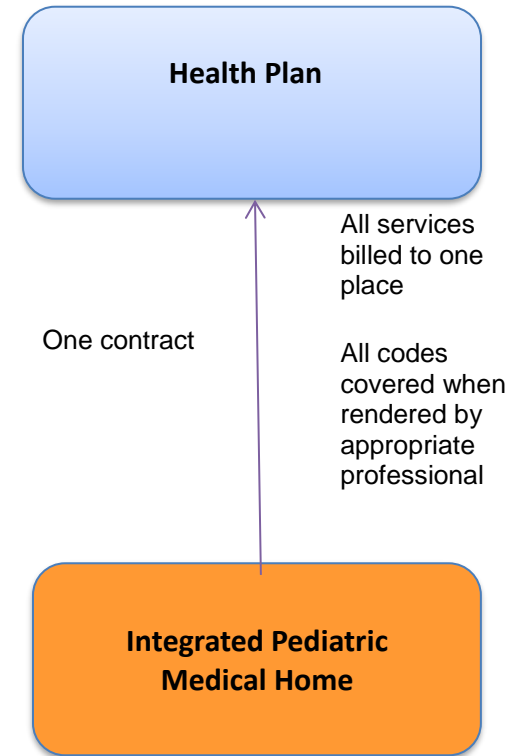 Health Plan
All services
billed to one
place
One contract
All codes
covered when
rendered by
appropriate
professional
Integrated Pediatric
Medical Home